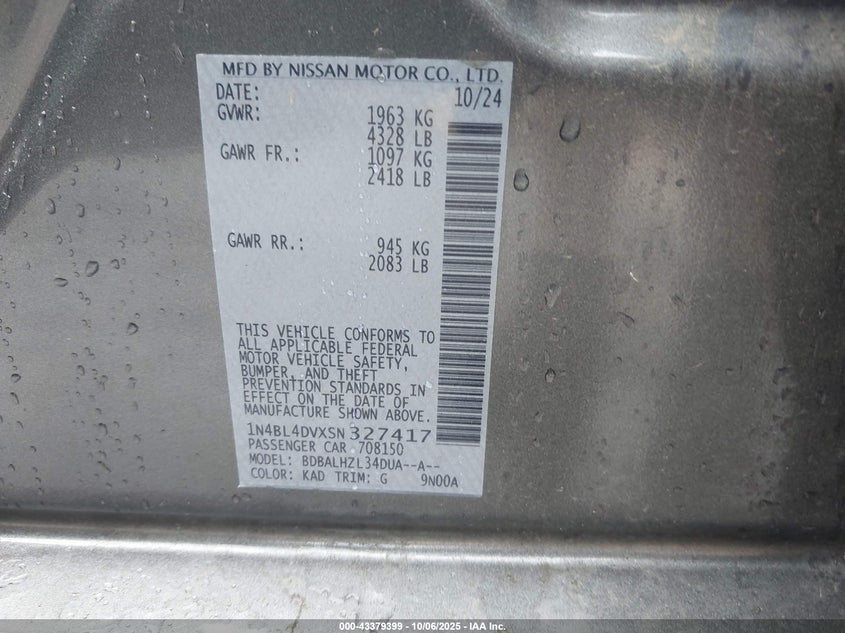 MFD BY NISSAN MOTOR CO., LTD.
DATE: 10/24
GVWR: 1963 KG
4328 LB
GAWR FR.: 1097 KG
2418 LB
GAWR RR.: 945 KG
2083 LB
THIS VEHICLE CONFORMS TO
ALL APPLICABLE FEDERAL
MOTOR VEHICLE SAFETY,
BUMPER, AND THEFT
PREVENTION STANDARDS IN
EFFECT ON THE DATE OF
MANUFACTURE SHOWN ABOVE.
1N4BL4DVXSN327417
PASSENGER CAR 708150
MODEL: BDBALHZL34DUA--A--
COLOR: KAD TRIM: G 9N00A
000-43379399 - 10/06/2025 - IAA Inc.